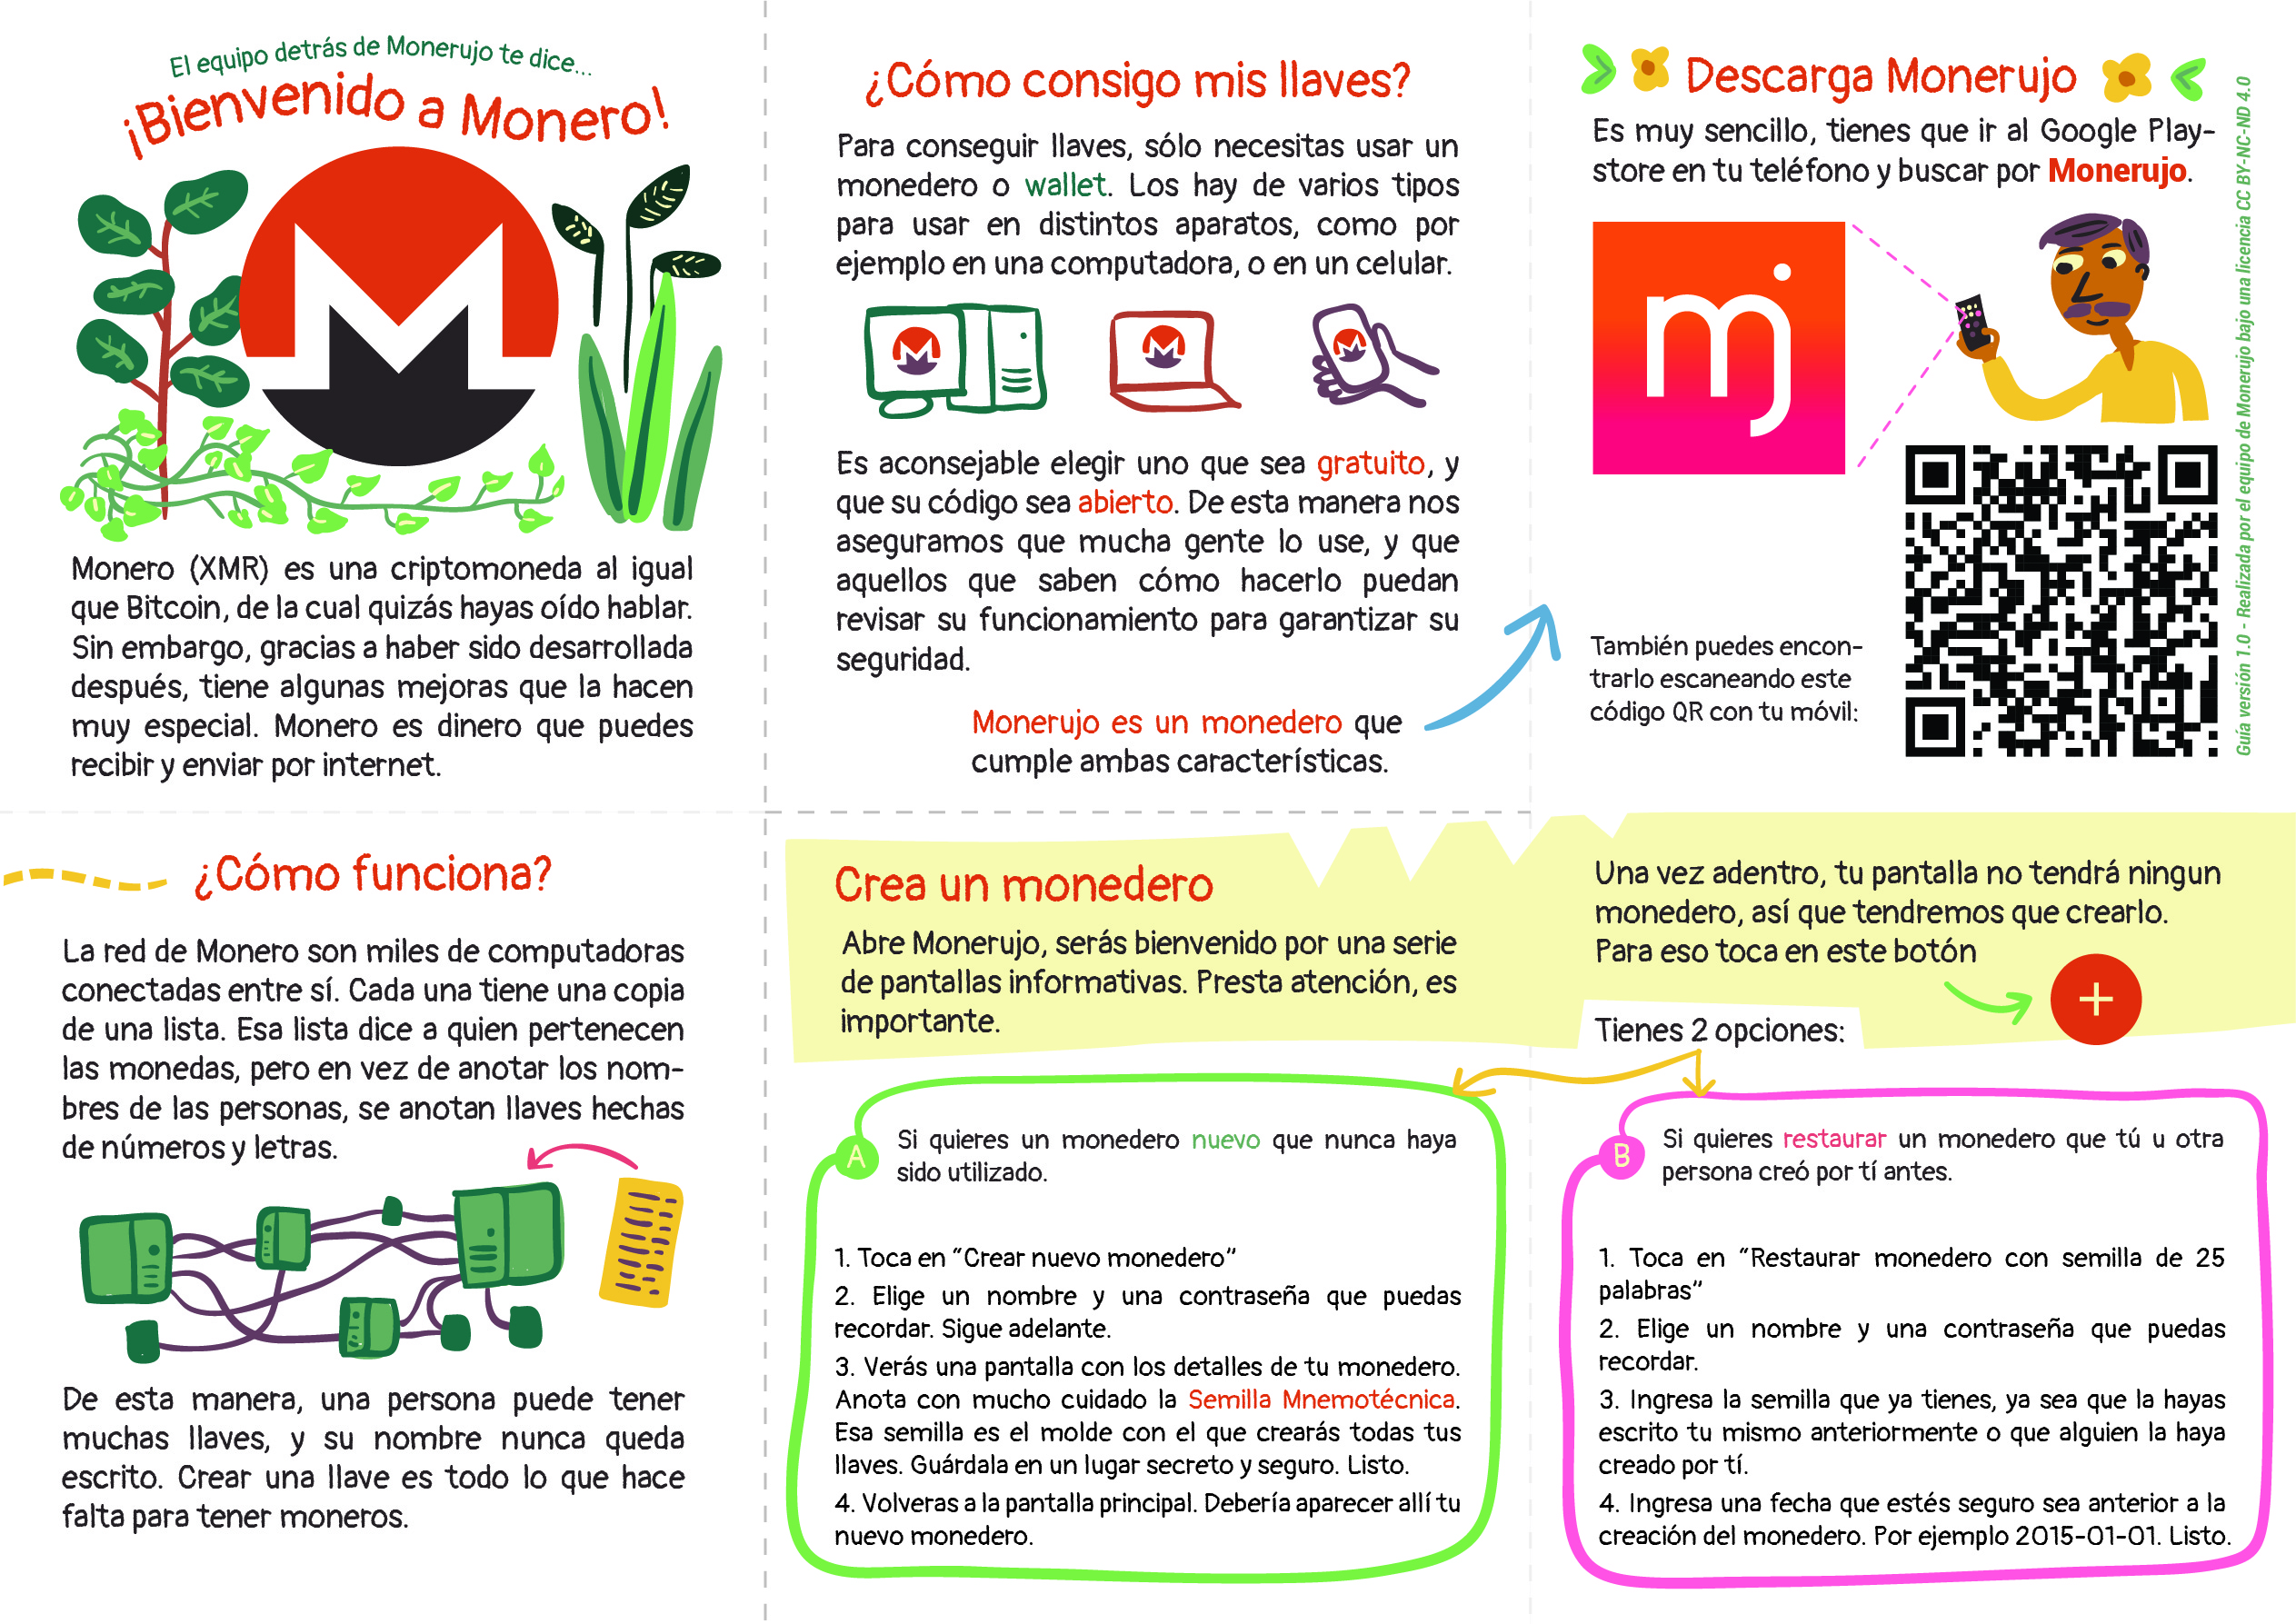 El equipo detrás de Monerujo te dice...
¡Bienvenido a Monero!
Monero (XMR) es una criptomoneda al igual
que Bitcoin, de la cual quizás hayas oído hablar.
Sin embargo, gracias a haber sido desarrollada
después, tiene algunas mejoras que la hacen
muy especial. Monero es dinero que puedes
recibir y enviar por internet.
¿Cómo consigo mis llaves?
Para conseguir llaves, sólo necesitas usar un
monedero o wallet. Los hay de varios tipos
para usar en distintos aparatos, como por
ejemplo en una computadora, o en un celular.
Es aconsejable elegir uno que sea gratuito, y
que su código sea abierto. De esta manera nos
aseguramos que mucha gente lo use, y que
aquellos que saben cómo hacerlo puedan
revisar su funcionamiento para garantizar su
seguridad.
Monerujo es un monedero que
cumple ambas características.
Descarga Monerujo
Es muy sencillo, tienes que ir al Google Play-
store en tu teléfono y buscar por Monerujo.
mj
También puedes encon-
trarlo escaneando este
código QR con tu móvil:
Guía versión 1.0 - Realizada por el equipo de Monerujo bajo una licencia CC BY-NC-ND 4.0
¿Cómo funciona?
La red de Monero son miles de computadoras
conectadas entre sí. Cada una tiene una copia
de una lista. Esa lista dice a quien pertenecen
las monedas, pero en vez de anotar los nom-
bres de las personas, se anotan llaves hechas
de números y letras.
De esta manera, una persona puede tener
muchas llaves, y su nombre nunca queda
escrito. Crear una llave es todo lo que hace
falta para tener moneros.
Crea un monedero
Abre Monerujo, serás bienvenido por una serie
de pantallas informativas. Presta atención, es
importante.
Una vez adentro, tu pantalla no tendrá ningun
monedero, así que tendremos que crearlo.
Para eso toca en este botón
+
Tienes 2 opciones:
A
Si quieres un monedero nuevo que nunca haya
sido utilizado.
1. Toca en “Crear nuevo monedero”
2. Elige un nombre y una contraseña que puedas
recordar. Sigue adelante.
3. Verás una pantalla con los detalles de tu monedero.
Anota con mucho cuidado la Semilla Mnemotécnica.
Esa semilla es el molde con el que crearás todas tus
llaves. Guárdala en un lugar secreto y seguro. Listo.
4. Volveras a la pantalla principal. Debería aparecer allí tu
nuevo monedero.
B
Si quieres restaurar un monedero que tú u otra
persona creó por tí antes.
1. Toca en “Restaurar monedero con semilla de 25
palabras”
2. Elige un nombre y una contraseña que puedas
recordar.
3. Ingresa la semilla que ya tienes, ya sea que la hayas
escrito tu mismo anteriormente o que alguien la haya
creado por tí.
4. Ingresa una fecha que estés seguro sea anterior a la
creación del monedero. Por ejemplo 2015-01-01. Listo.